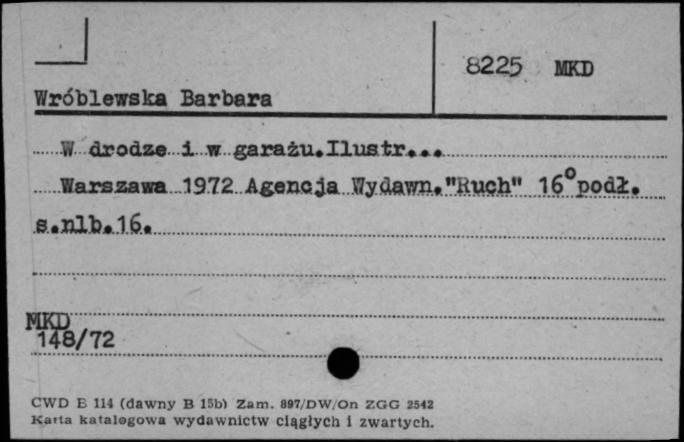 8225 MKD
Wróblewska Barbara
W drodze i w garażu.Ilustr...
Warszawa 1972 Agencja Wydawn."Ruch" 16°podł.
s.nlb.16.
MKD
148/72
CWD E 114 (dawny B 15b) Zam. 897/DW/On ZGG 2542
Karta katalogowa wydawnictw ciągłych i zwartych.